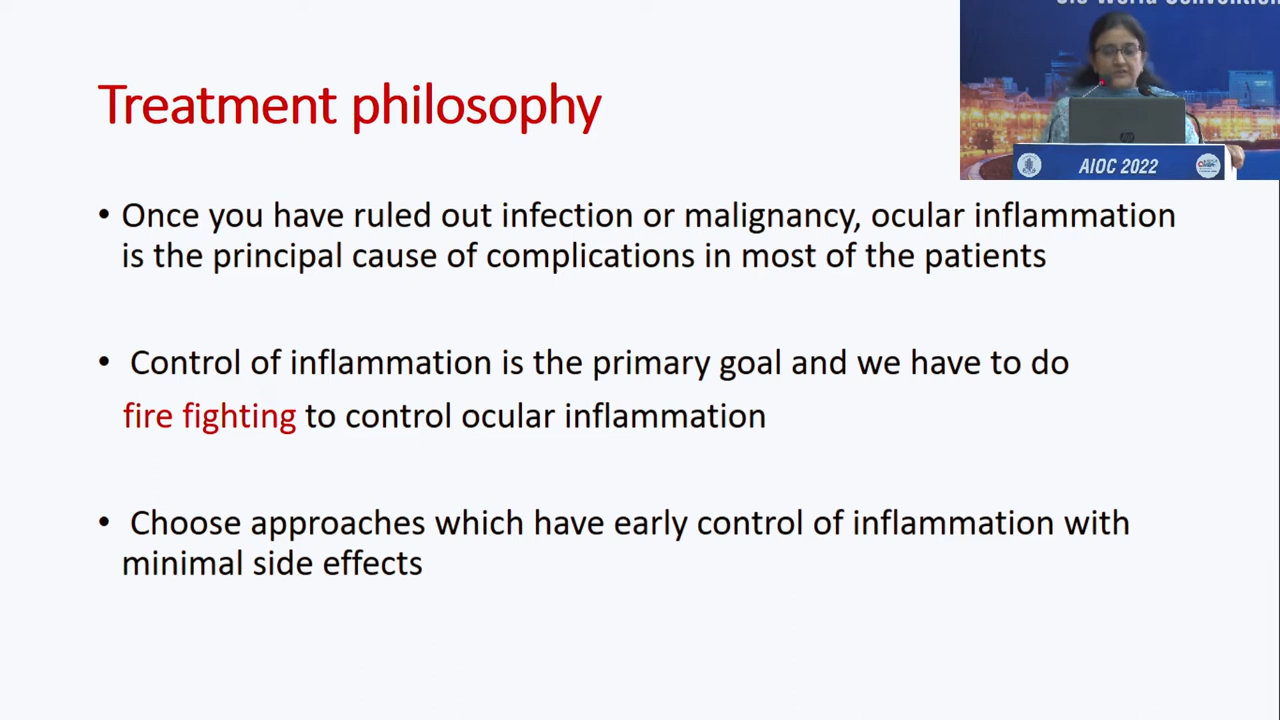 Treatment philosophy
• Once you have ruled out infection or malignancy, ocular inflammation
is the principal cause of complications in most of the patients
• Control of inflammation is the primary goal and we have to do
fire fighting to control ocular inflammation
• Choose approaches which have early control of inflammation with
minimal side effects
AIOC 2022
hp